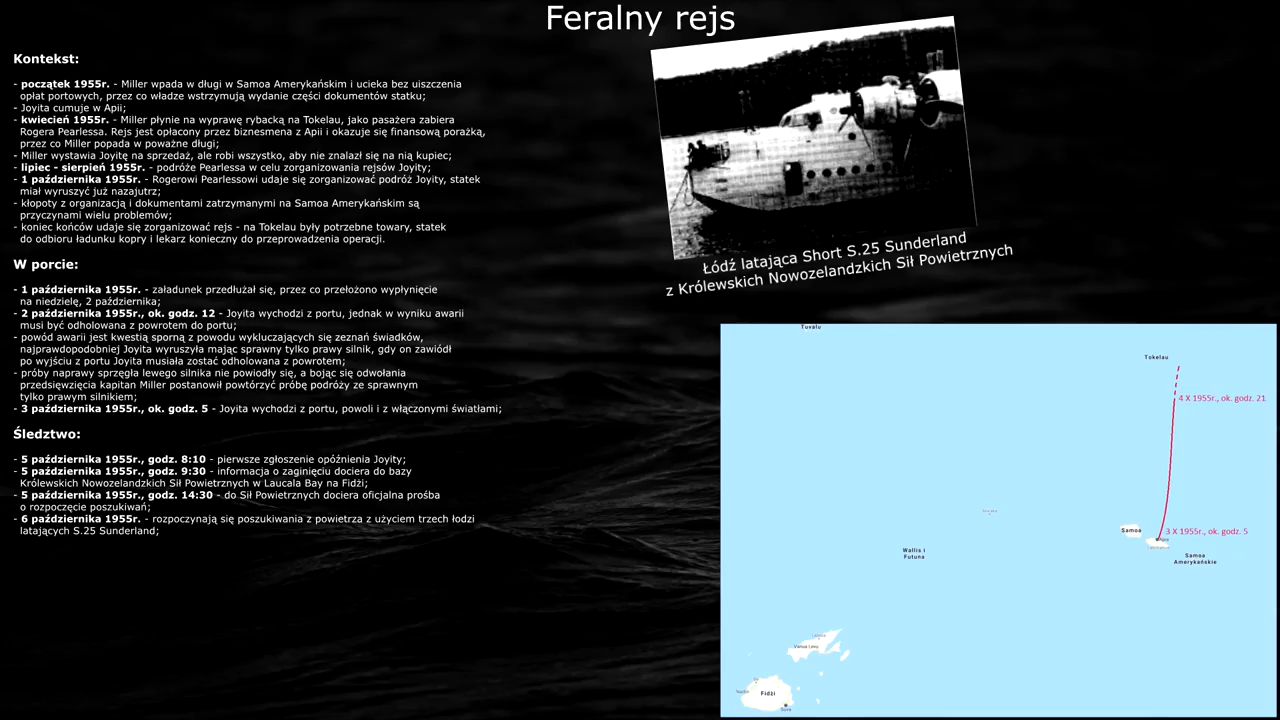 Feralny rejs
Kontekst:
- początek 1955r. - Miller wpada w długi w Samoa Amerykańskim i ucieka bez uiszczenia
opłat portowych, przez co władze wstrzymują wydanie części dokumentów statku;
- Joyita cumuje w Apii;
- kwiecień 1955r. - Miller płynie na wyprawę rybacką na Tokelau, jako pasażera zabiera
Rogera Pearlessa. Rejs jest opłacony przez biznesmena z Apii i okazuje się finansową porażką,
przez co Miller popada w poważne długi;
- Miller wystawia Joyitę na sprzedaż, ale robi wszystko, aby nie znalazł się na nią kupiec;
- lipiec - sierpień 1955r. - podróże Pearlessa w celu zorganizowania rejsów Joyity;
- 1 października 1955r. - Rogerowi Pearlessowi udaje się zorganizować podróż Joyity, statek
miał wyruszyć już nazajutrz;
- kłopoty z organizacją i dokumentami zatrzymanymi na Samoa Amerykańskim są
przyczynami wielu problemów;
- koniec końców udaje się zorganizować rejs - na Tokelau były potrzebne towary, statek
do odbioru ładunku kopry i lekarz konieczny do przeprowadzenia operacji.
W porcie:
- 1 października 1955r. - załadunek przedłużał się, przez co przełożono wypłynięcie
na niedzielę, 2 października;
- 2 października 1955r., ok. godz. 12 - Joyita wychodzi z portu, jednak w wyniku awarii
musi być odholowana z powrotem do portu;
- powód awarii jest kwestią sporną z powodu wykluczających się zeznań świadków,
najprawdopodobniej Joyita wyruszyła mając sprawny tylko prawy silnik, gdy on zawiódł
po wyjściu z portu Joyita musiała zostać odholowana z powrotem;
- próby naprawy sprzęgła lewego silnika nie powiodły się, a bojąc się odwołania
przedsięwzięcia kapitan Miller postanowił powtórzyć próbę podróży ze sprawnym
tylko prawym silnikiem;
- 3 października 1955r., ok. godz. 5 - Joyita wychodzi z portu, powoli i z włączonymi światłami;
Śledztwo:
- 5 października 1955r., godz. 8:10 - pierwsze zgłoszenie opóźnienia Joyity;
- 5 października 1955r., godz. 9:30 - informacja o zaginięciu dociera do bazy
Królewskich Nowozelandzkich Sił Powietrznych w Laucala Bay na Fidżi;
- 5 października 1955r., godz. 14:30 - do Sił Powietrznych dociera oficjalna prośba
o rozpoczęcie poszukiwań;
- 6 października 1955r. - rozpoczynają się poszukiwania z powietrza z użyciem trzech łodzi
latających S.25 Sunderland;
Łódź latająca Short S.25 Sunderland
z Królewskich Nowozelandzkich Sił Powietrznych
Tuvalu
Tokelau
4 X 1955r., ok. godz. 21
Samoa
3 X 1955r., ok. godz. 5
Wallis i
Futuna
Samoa
Amerykańskie
Vanua Levu
Fidżi
Suva